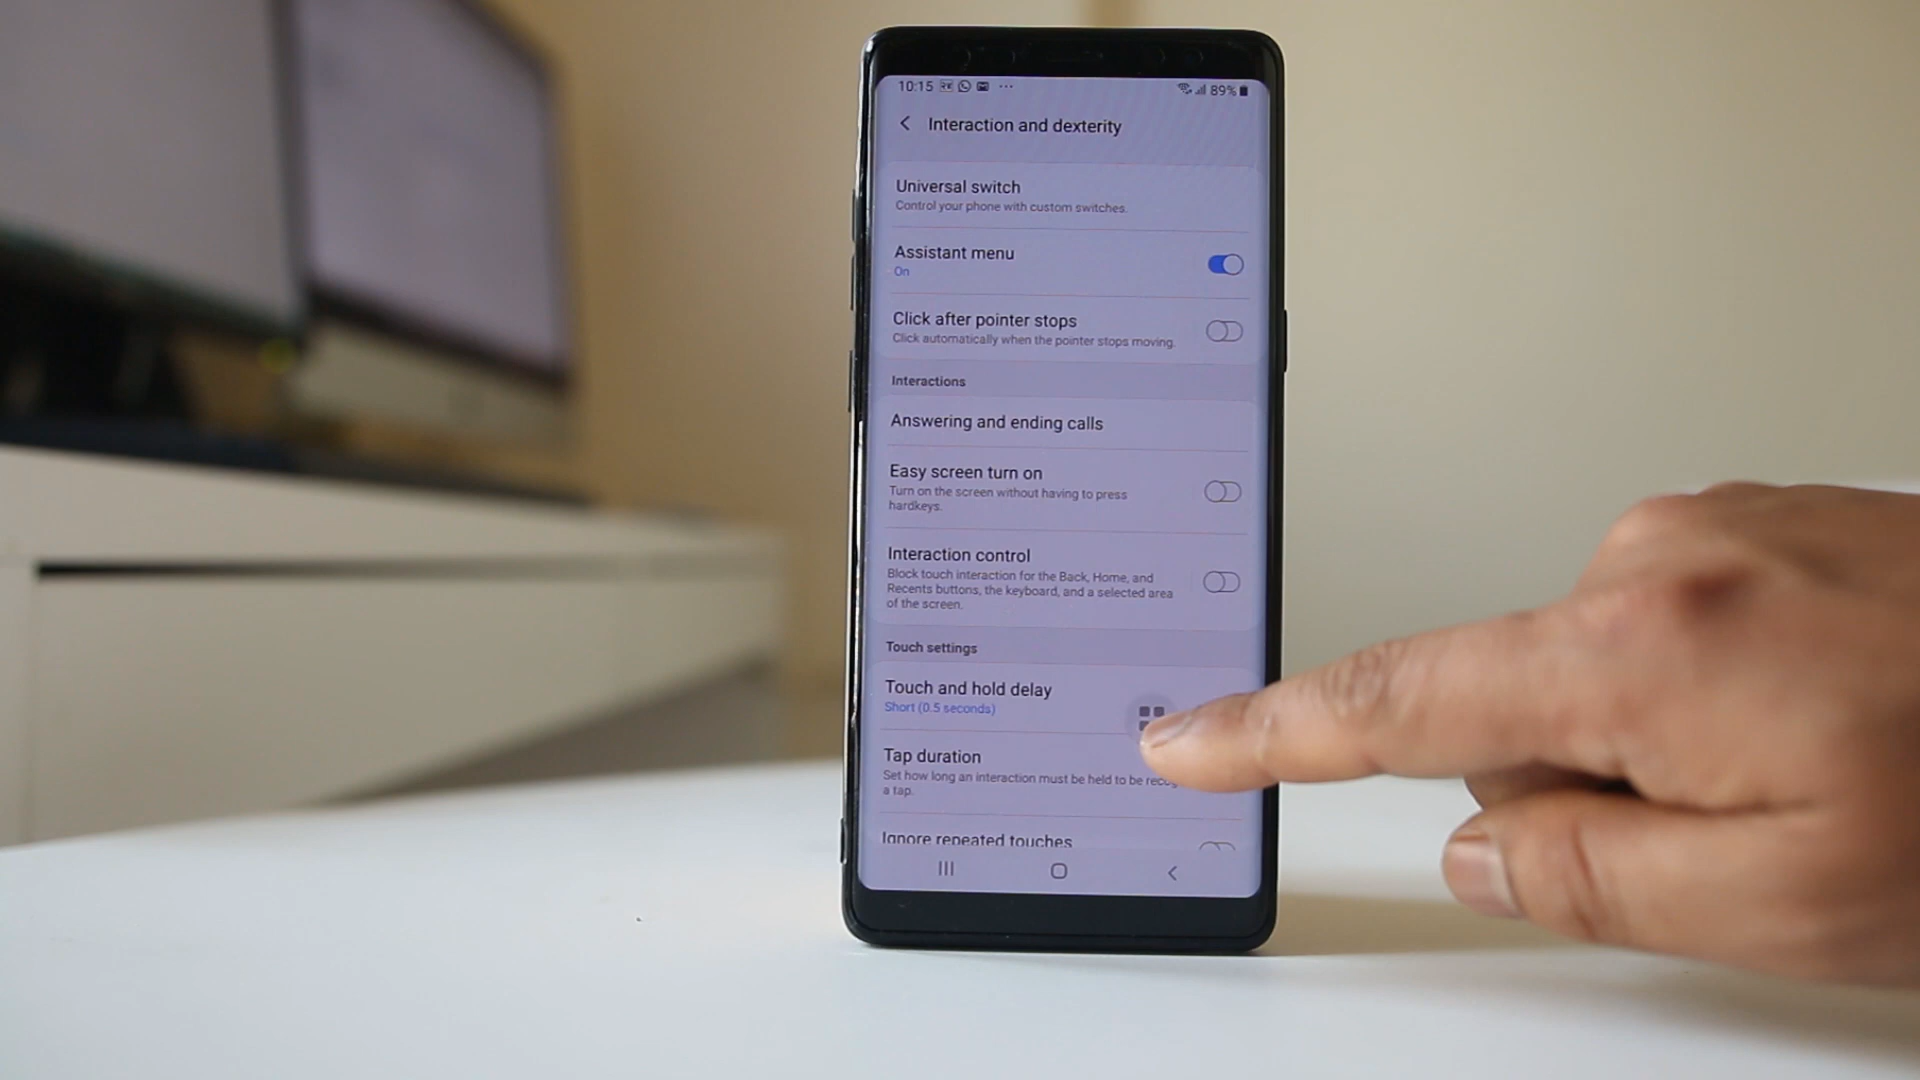 10:15
89%
Interaction and dexterity
Universal switch
Control your phone with custom switches.
Assistant menu
On
Click after pointer stops
Click automatically when the pointer stops moving.
Interactions
Answering and ending calls
Easy screen turn on
Turn on the screen without having to press
hardkeys.
Interaction control
Block touch interaction for the Back, Home, and
Recents buttons, the keyboard, and a selected area
of the screen.
Touch settings
Touch and hold delay
Short (0.5 seconds)
Tap duration
Set how long an interaction must be held to be
a tap.
Ignore repeated touches